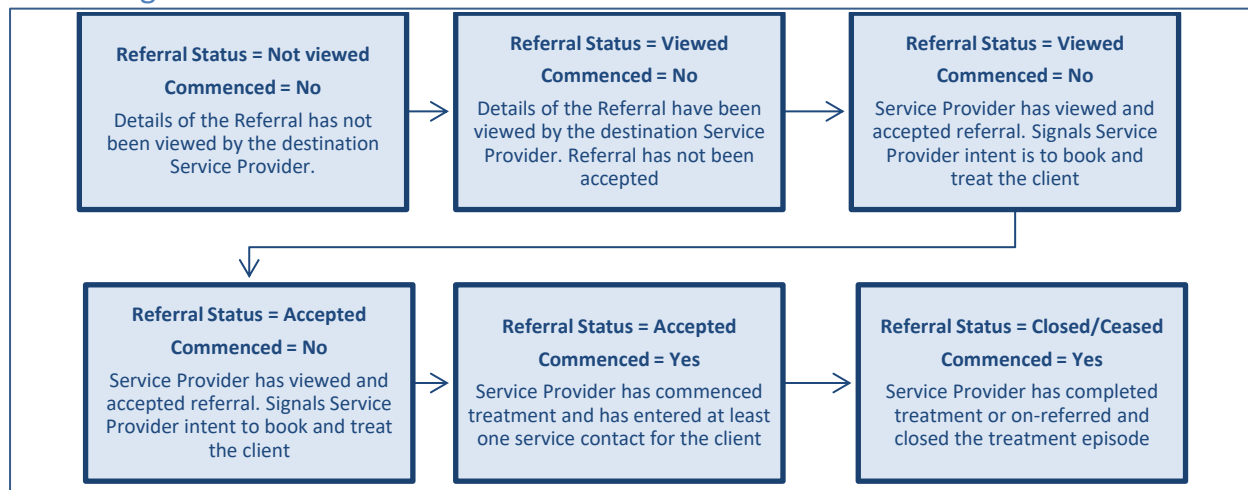 Referral Status = Not viewed
Commenced = No
Details of the Referral has not
been viewed by the destination
Service Provider.
Referral Status = Viewed
Commenced = No
Details of the Referral have been
viewed by the destination Service
Provider. Referral has not been
accepted
Referral Status = Viewed
Commenced = No
Service Provider has viewed and
accepted referral. Signals Service
Provider intent is to book and
treat the client
Referral Status = Accepted
Commenced = No
Service Provider has viewed and
accepted referral. Signals Service
Provider intent to book and treat
the client
Referral Status = Accepted
Commenced = Yes
Service Provider has commenced
treatment and has entered at least
one service contact for the client
Referral Status = Closed/Ceased
Commenced = Yes
Service Provider has completed
treatment or on-referred and
closed the treatment episode